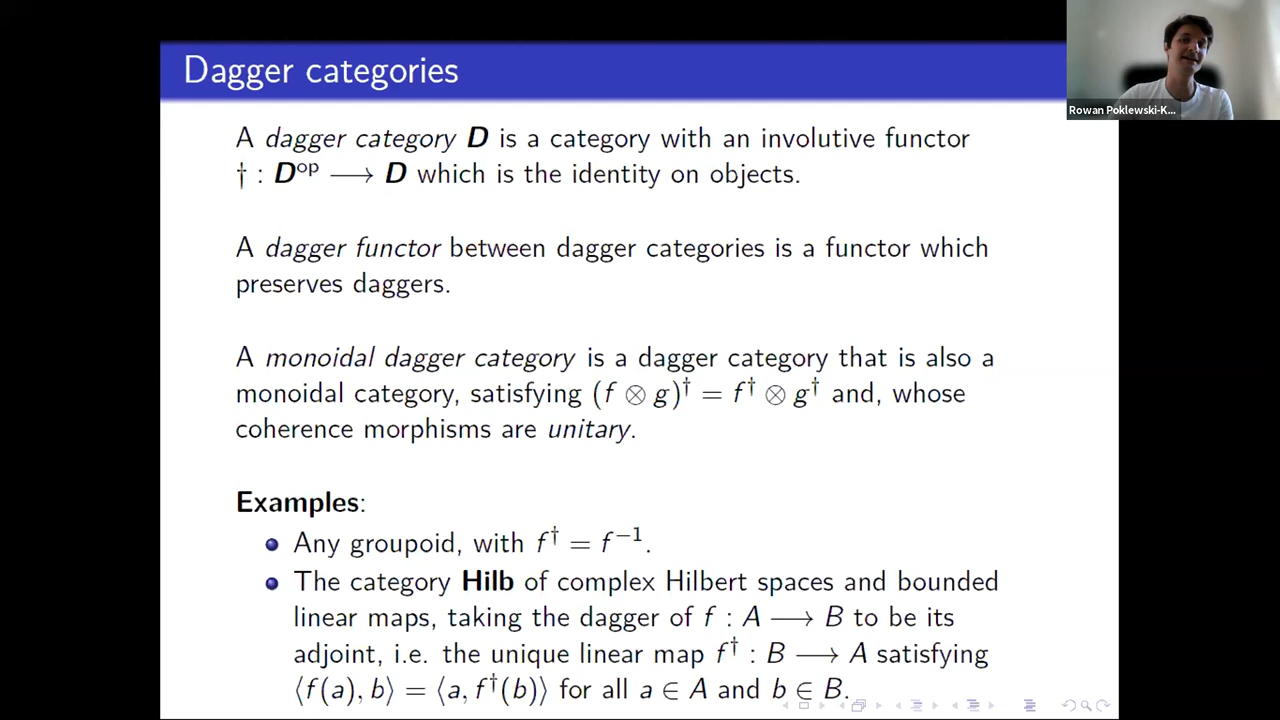 Dagger categories
Rowan Poklewski-K...
A dagger category D is a category with an involutive functor
† : Dᵒᵖ ⟶ D which is the identity on objects.
A dagger functor between dagger categories is a functor which
preserves daggers.
A monoidal dagger category is a dagger category that is also a
monoidal category, satisfying (f ⊗ g)† = f† ⊗ g† and, whose
coherence morphisms are unitary.
Examples:
Any groupoid, with f† = f⁻¹.
The category Hilb of complex Hilbert spaces and bounded
linear maps, taking the dagger of f : A ⟶ B to be its
adjoint, i.e. the unique linear map f† : B ⟶ A satisfying
⟨f(a), b⟩ = ⟨a, f†(b)⟩ for all a ∈ A and b ∈ B.